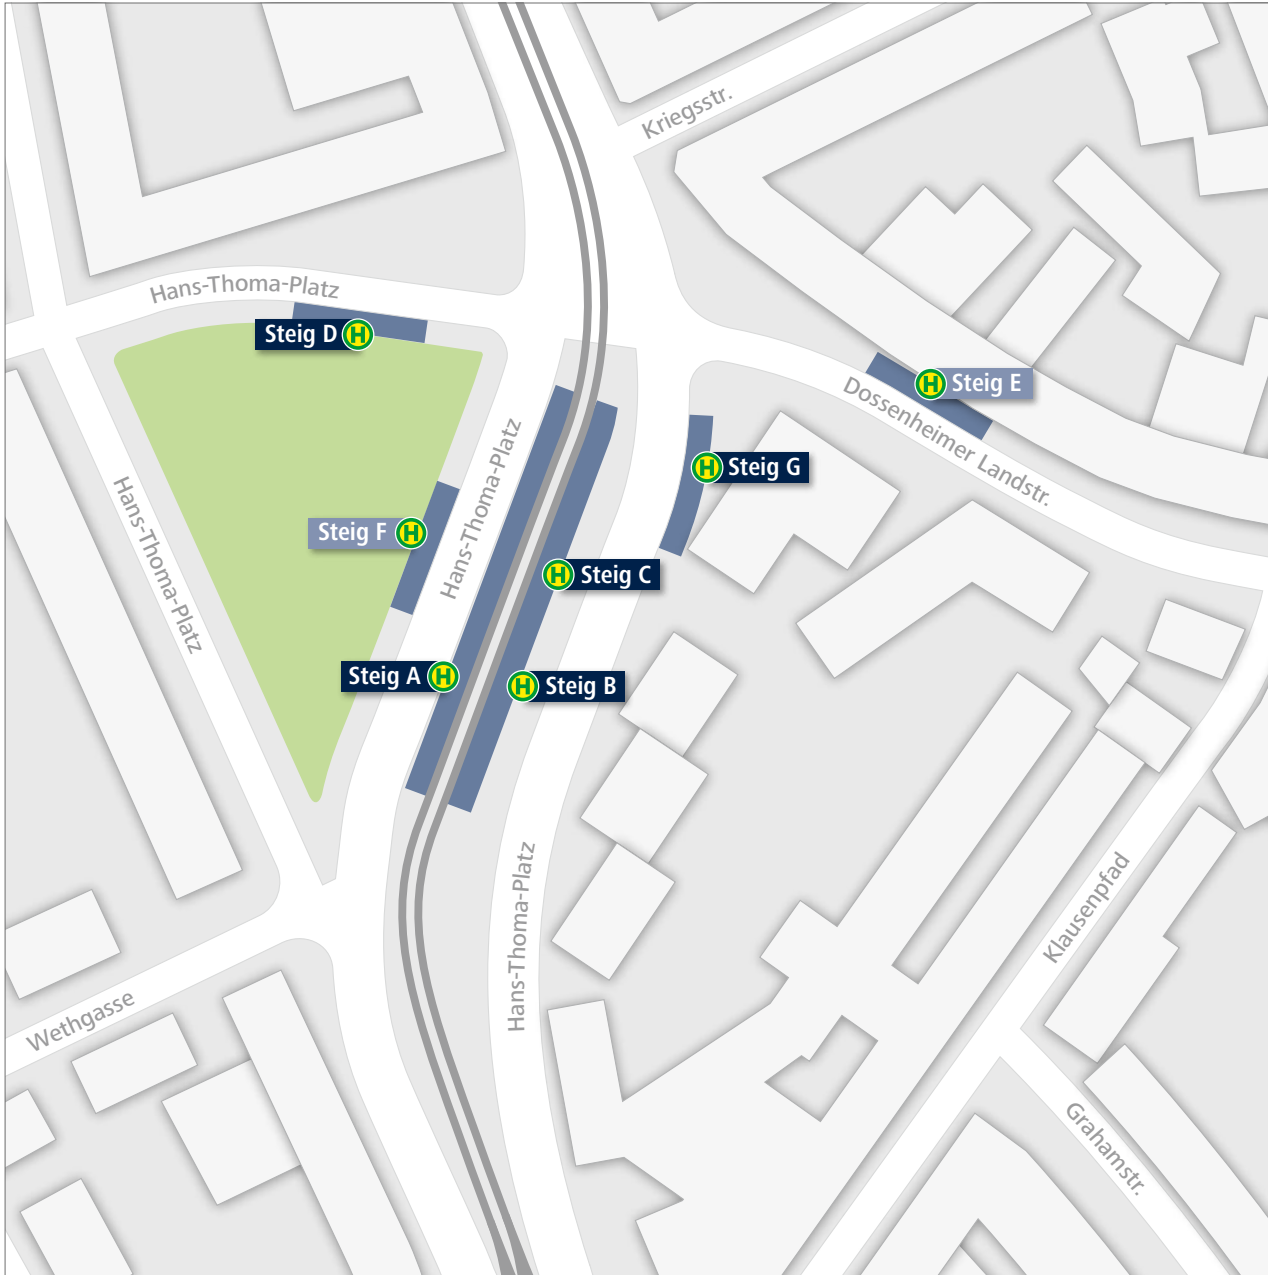 Kriegsstr.
Hans-Thoma-Platz
Steig D
H
H
Steig E
Dossenheimer Landstr.
Hans-Thoma-Platz
H
Steig G
Hans-Thoma-Platz
Steig F
H
H
Steig C
Steig A
H
H
Steig B
Hans-Thoma-Platz
Klausenpfad
Wethgasse
Grahamstr.